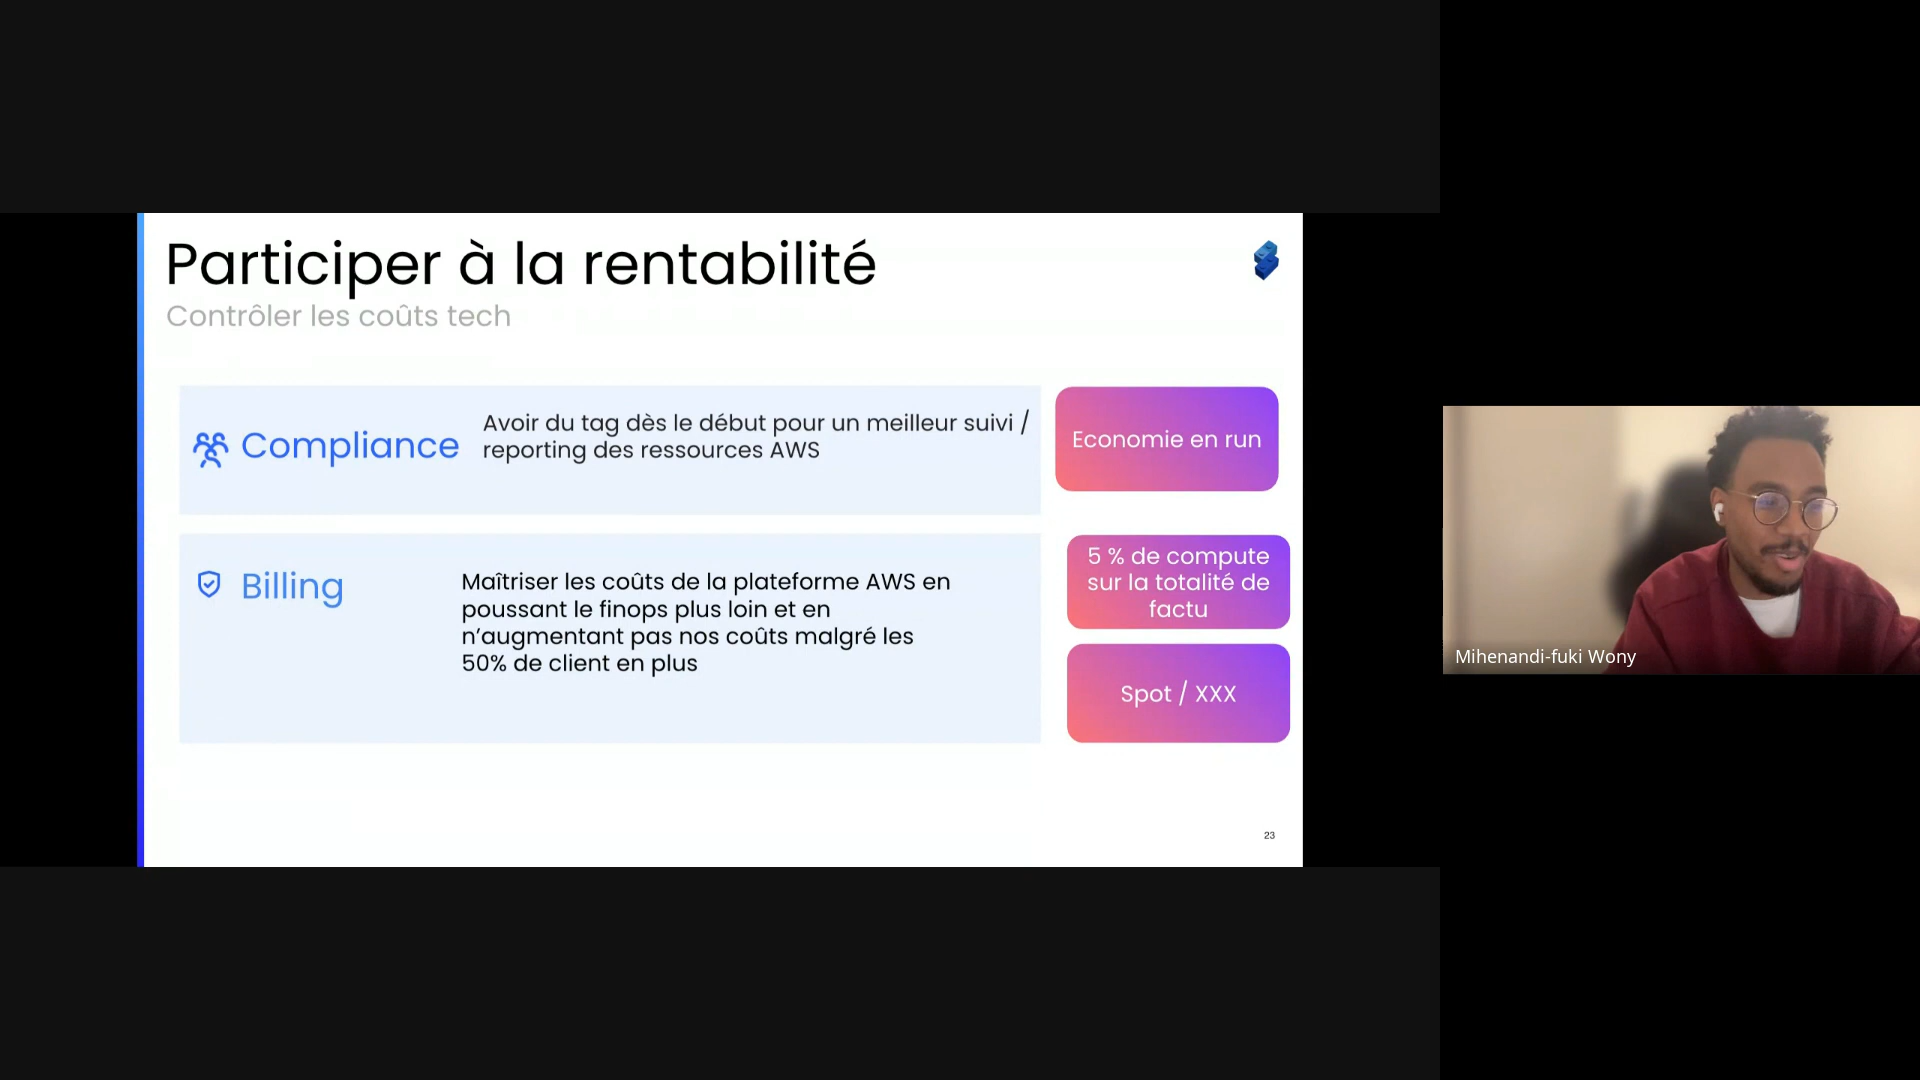 Participer à la rentabilité
Contrôler les coûts tech
Compliance
Avoir du tag dès le début pour un meilleur suivi /
reporting des ressources AWS
Economie en run
Billing
Maîtriser les coûts de la plateforme AWS en
poussant le finops plus loin et en
n’augmentant pas nos coûts malgré les
50% de client en plus
5 % de compute
sur la totalité de
factu
Spot / XXX
23
Mihenandi-fuki Wony